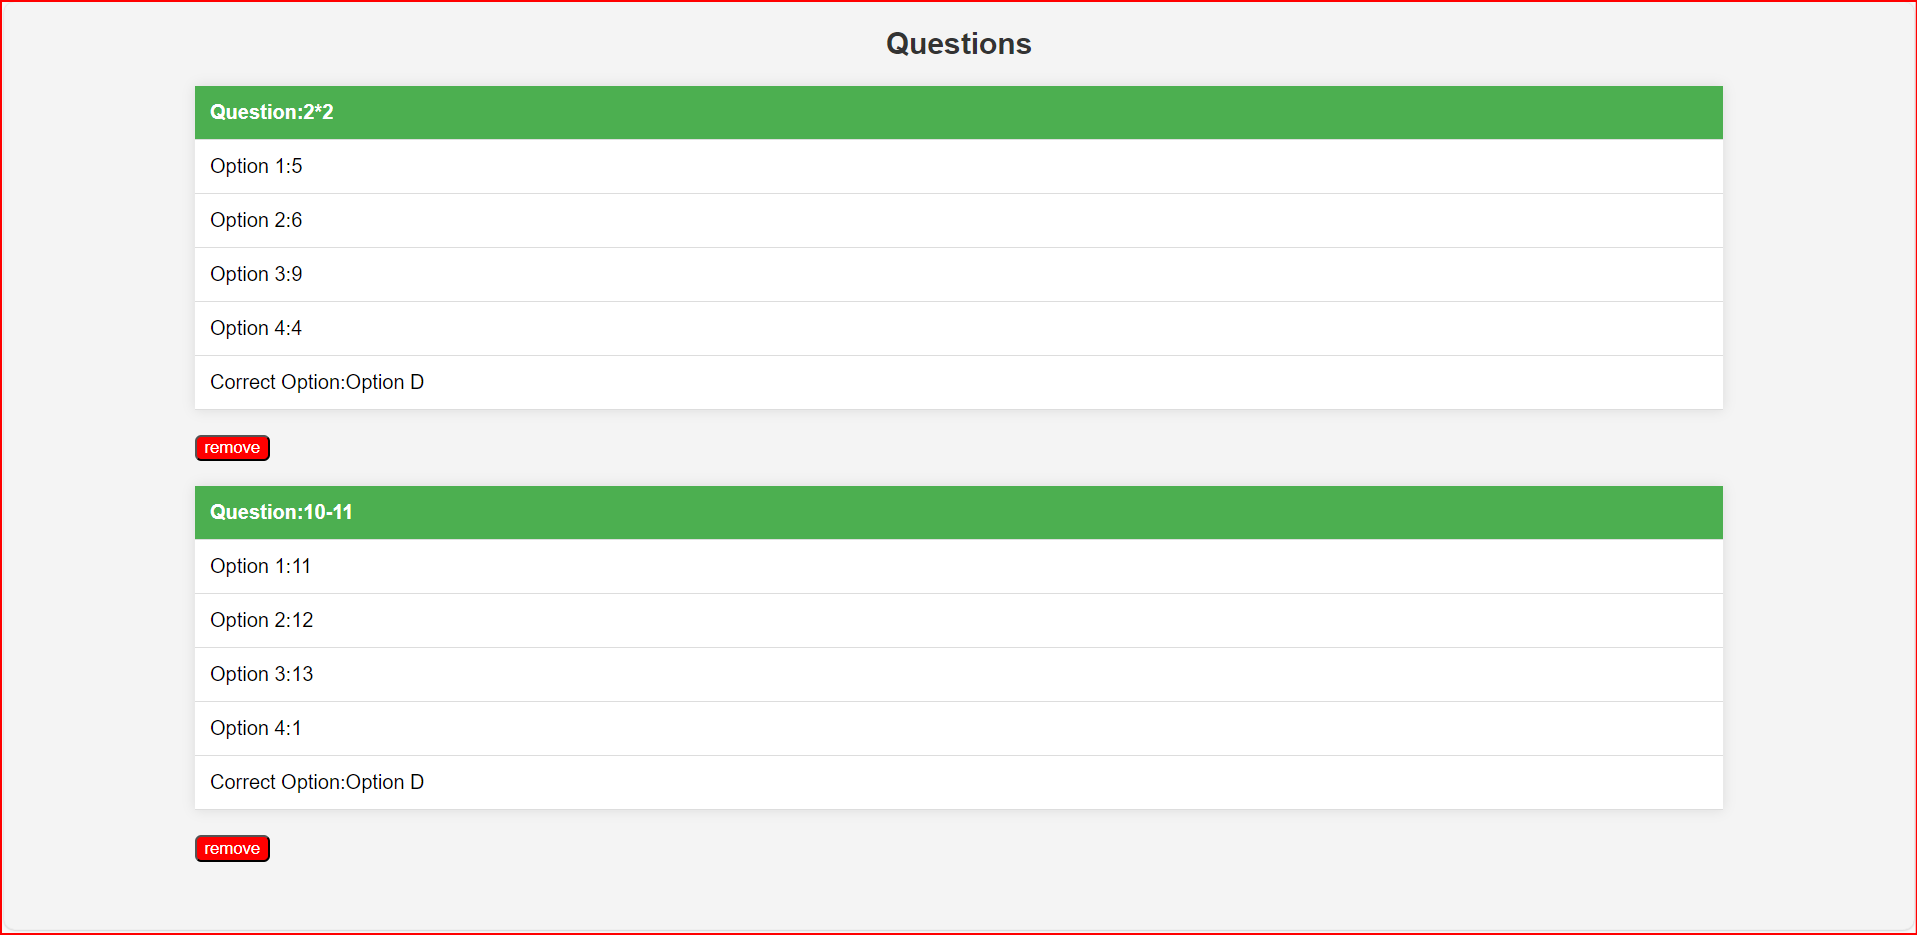 Questions
Question:2*2
Option 1:5
Option 2:6
Option 3:9
Option 4:4
Correct Option:Option D
remove
Question:10-11
Option 1:11
Option 2:12
Option 3:13
Option 4:1
Correct Option:Option D
remove